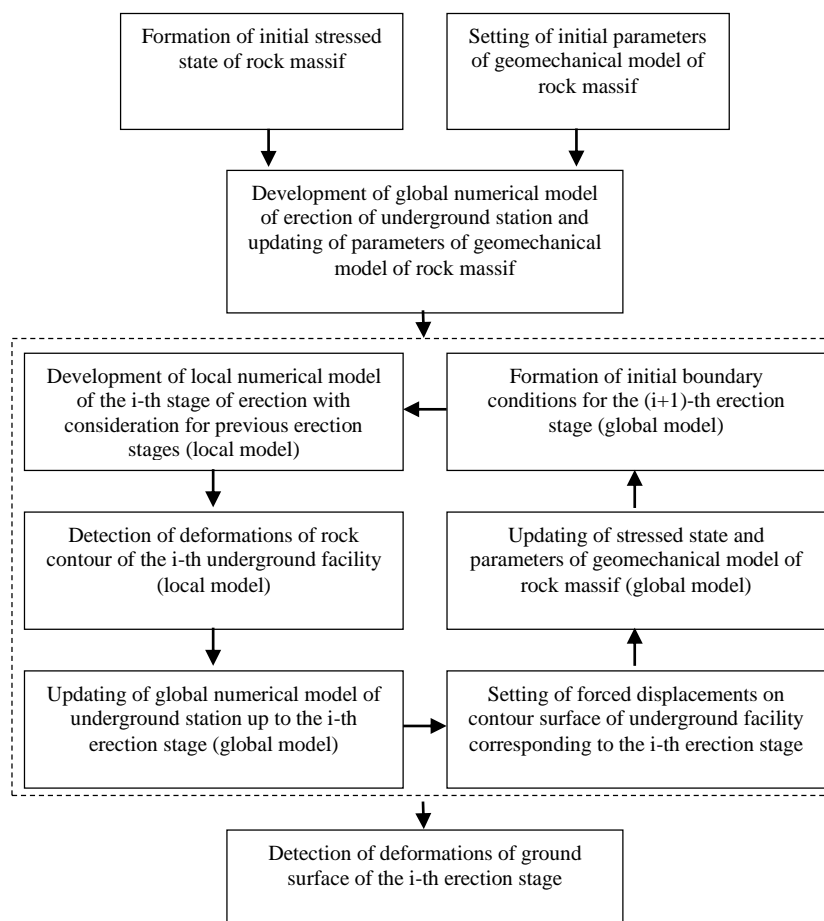 Formation of initial stressed
state of rock massif
Setting of initial parameters
of geomechanical model of
rock massif
Development of global numerical model
of erection of underground station and
updating of parameters of geomechanical
model of rock massif
Development of local numerical model
of the i-th stage of erection with
consideration for previous erection
stages (local model)
Formation of initial boundary
conditions for the (i+1)-th erection
stage (global model)
Detection of deformations of rock
contour of the i-th underground facility
(local model)
Updating of stressed state and
parameters of geomechanical model of
rock massif (global model)
Updating of global numerical model of
underground station up to the i-th
erection stage (global model)
Setting of forced displacements on
contour surface of underground facility
corresponding to the i-th erection stage
Detection of deformations of ground
surface of the i-th erection stage